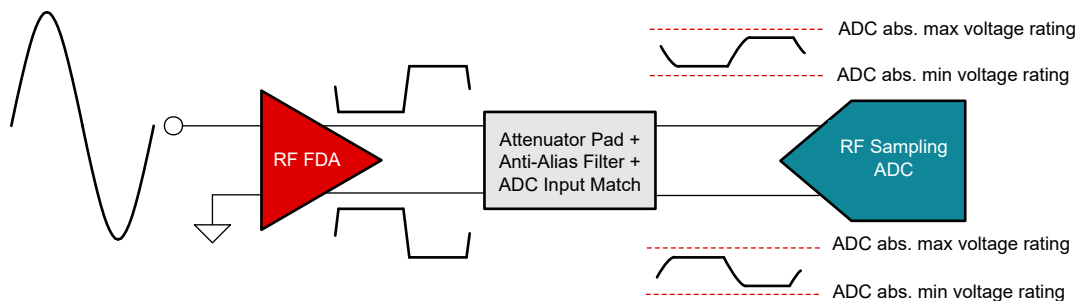 ADC abs. max voltage rating
ADC abs. min voltage rating
RF FDA
Attenuator Pad +
Anti-Alias Filter +
ADC Input Match
RF Sampling
ADC
ADC abs. max voltage rating
ADC abs. min voltage rating